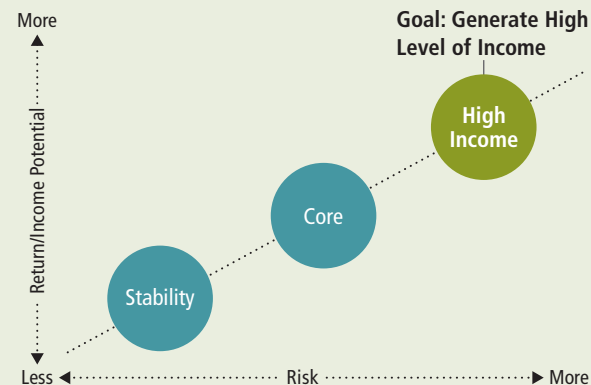 More
Goal: Generate High
Level of Income
High
Income
Return/Income Potential
Core
Stability
Less
Risk
More